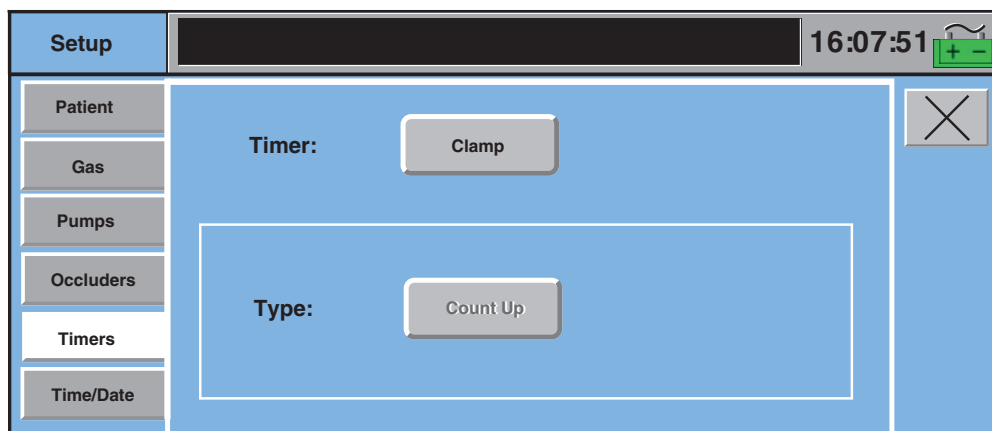 Setup
16:07:51
+ −
Patient
Gas
Pumps
Occluders
Timers
Time/Date
Timer:
Clamp
Type:
Count Up